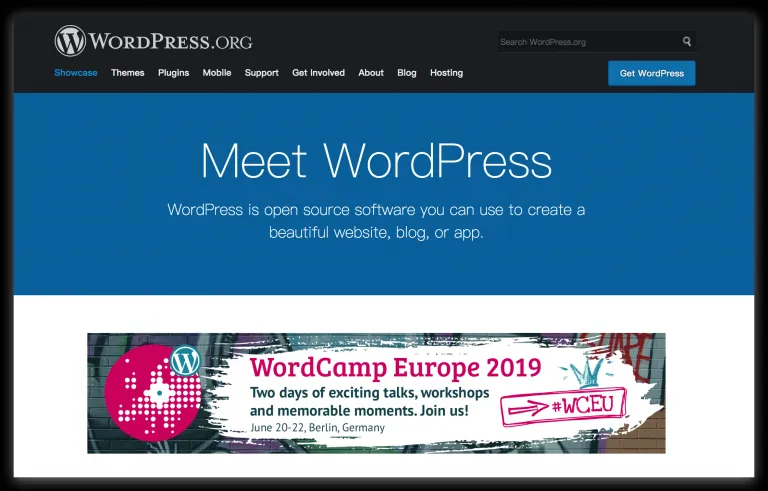 WORDPRESS.ORG
Search WordPress.org
Showcase Themes Plugins Mobile Support Get Involved About Blog Hosting
Get WordPress
Meet WordPress
WordPress is open source software you can use to create a
beautiful website, blog, or app.
WordCamp Europe 2019
Two days of exciting talks, workshops
and memorable moments. Join us!
June 20-22, Berlin, Germany
#WCEU